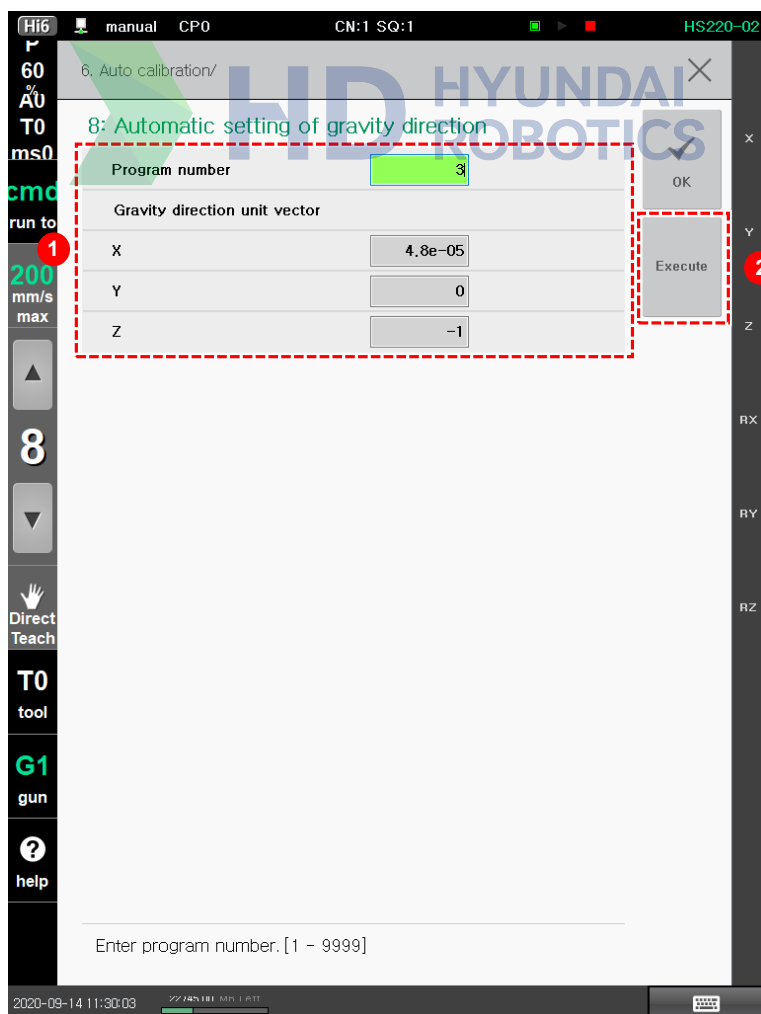 Hi6 manual CP0 CN:1 SQ:1 HS220-02
P
60
%
AU
T0
ms0
cmd
run to
200
mm/s
max
8
Direct
Teach
T0
tool
G1
gun
?
help
6. Auto calibration/
HD HYUNDAI
ROBOTICS
8: Automatic setting of gravity direction
OK
Execute
1
2
Program number 3
Gravity direction unit vector
X 4.8e-05
Y 0
Z -1
X
Y
Z
RX
RY
RZ
Enter program number.[1 - 9999]
2020-09-14 11:30:03